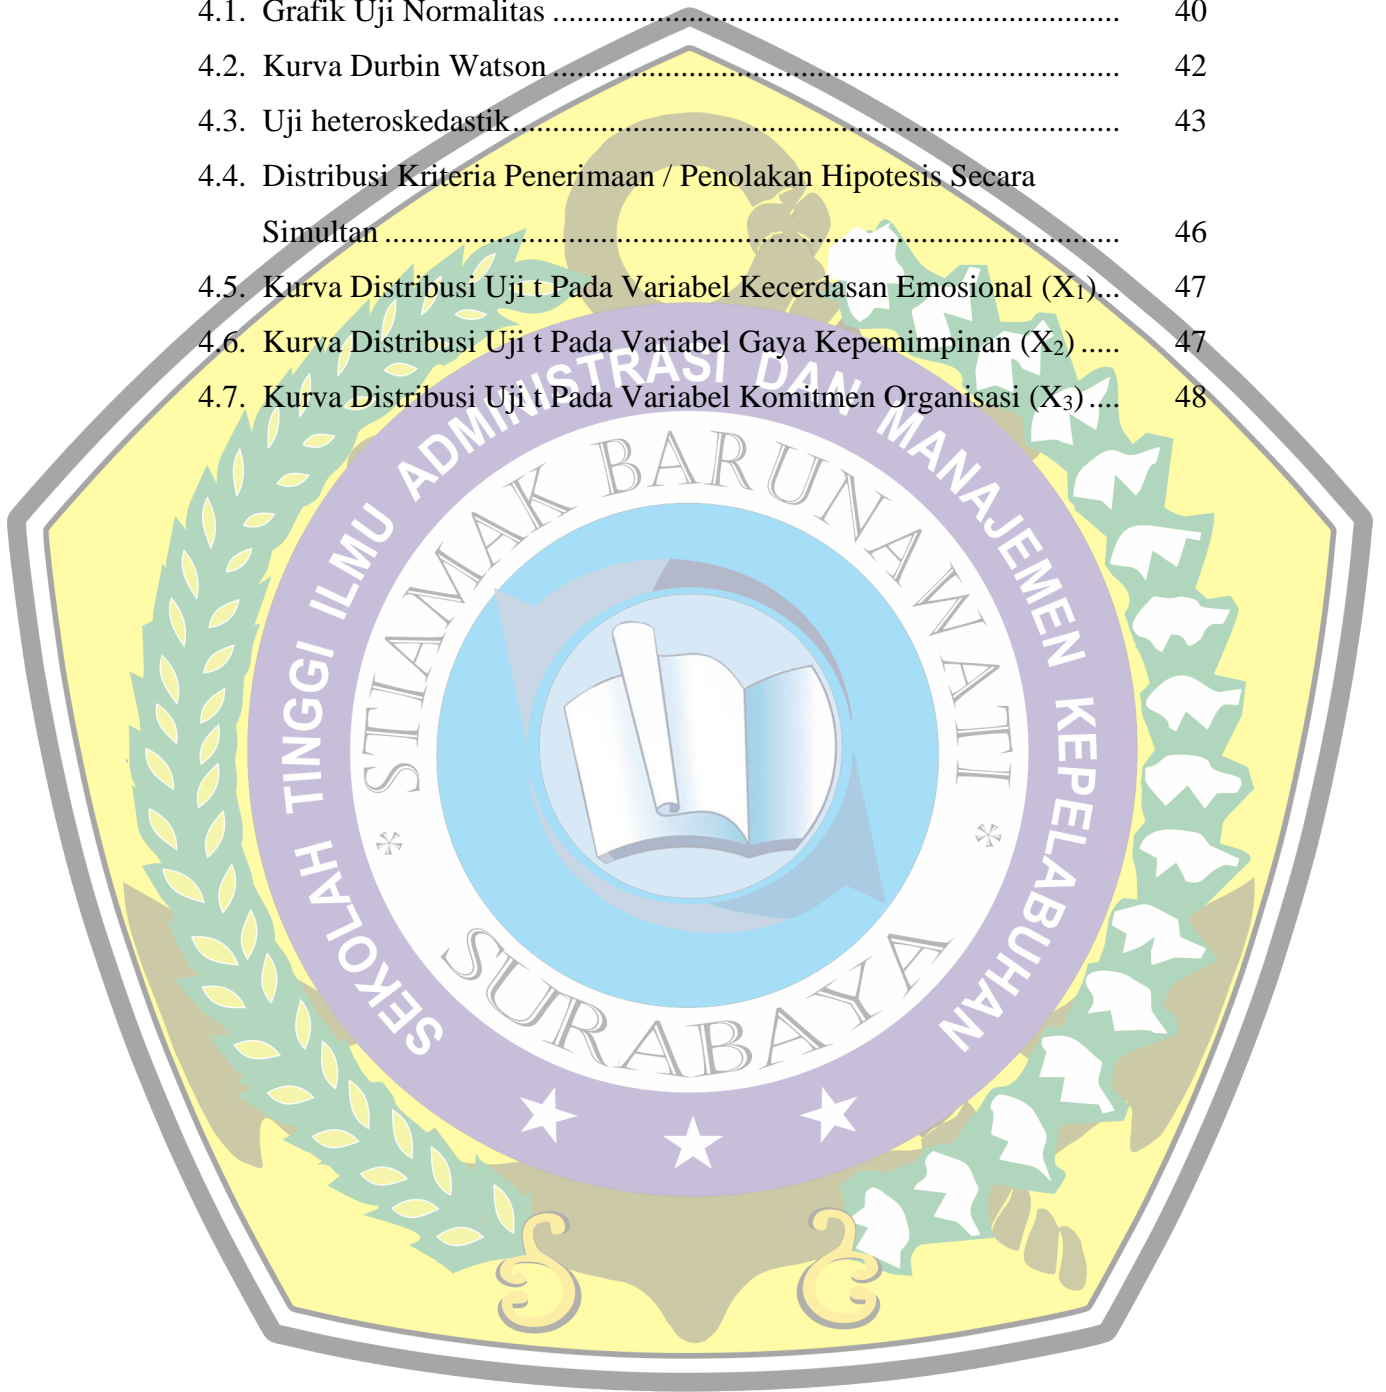 4.1. Grafik Uji Normalitas ....................................................................... 40
4.2. Kurva Durbin Watson ....................................................................... 42
4.3. Uji heteroskedastik............................................................................ 43
4.4. Distribusi Kriteria Penerimaan / Penolakan Hipotesis Secara
Simultan ............................................................................................ 46
4.5. Kurva Distribusi Uji t Pada Variabel Kecerdasan Emosional (X₁)... 47
4.6. Kurva Distribusi Uji t Pada Variabel Gaya Kepemimpinan (X₂) ..... 47
4.7. Kurva Distribusi Uji t Pada Variabel Komitmen Organisasi (X₃) .... 48
SEKOLAH TINGGI ILMU ADMINISTRASI DAN MANAJEMEN KEPELABUHAN
STIAMAK BARUNAWATI
* SURABAYA *